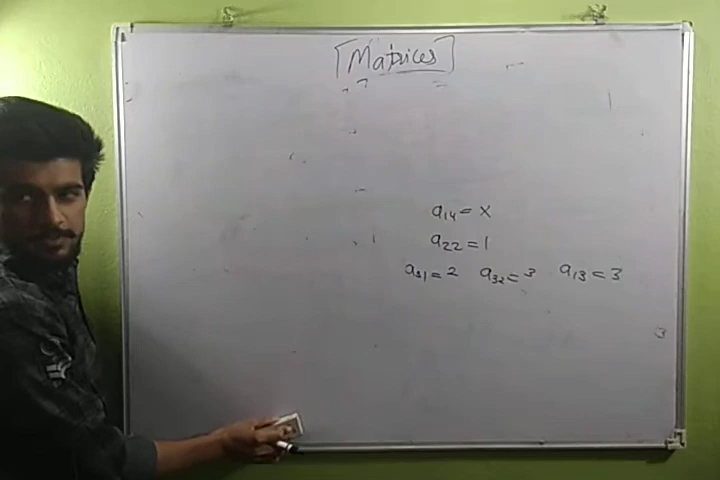 [Matrices]
a₁₄ = x
a₂₂ = 1
a₃₁ = 2 a₃₂ = 3 a₁₃ = 3